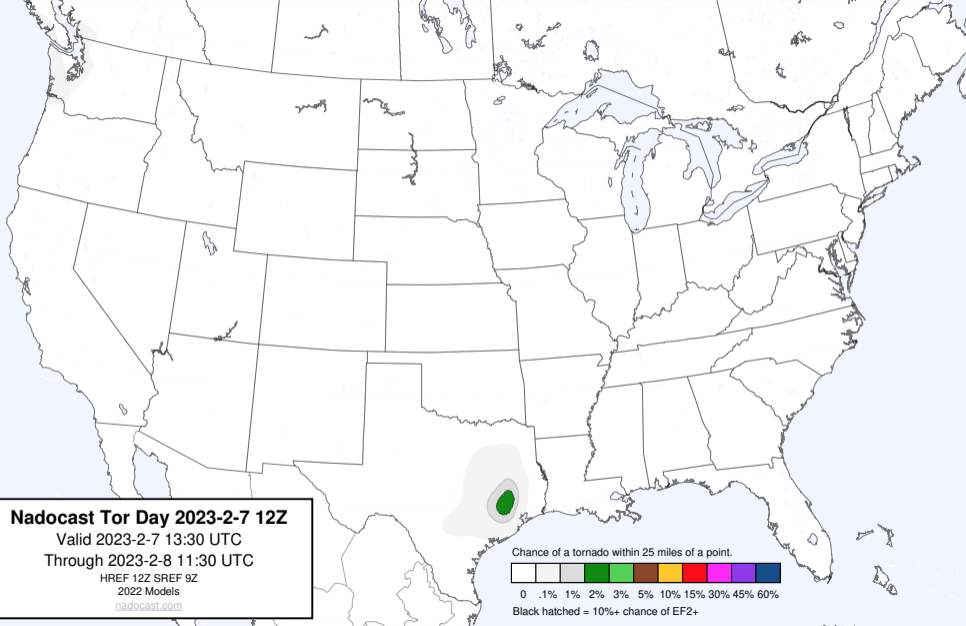 Nadocast Tor Day 2023-2-7 12Z
Valid 2023-2-7 13:30 UTC
Through 2023-2-8 11:30 UTC
HREF 12Z SREF 9Z
2022 Models
nadocast.com
Chance of a tornado within 25 miles of a point.
0 .1% 1% 2% 3% 5% 10% 15% 30% 45% 60%
Black hatched = 10%+ chance of EF2+